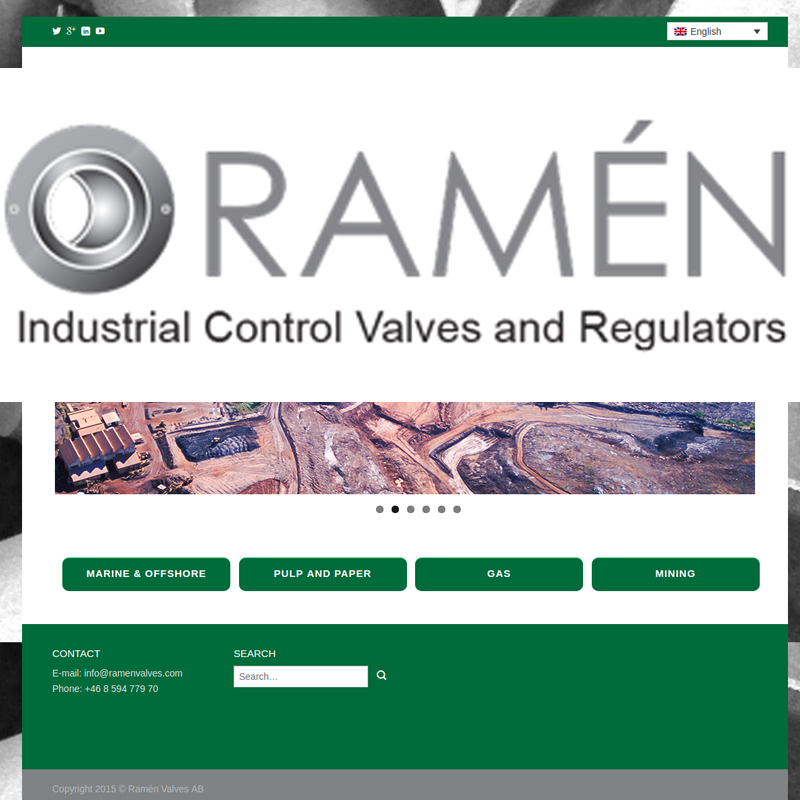 English
RAMÉN
Industrial Control Valves and Regulators
MARINE & OFFSHORE
PULP AND PAPER
GAS
MINING
CONTACT
E-mail: info@ramenvalves.com
Phone: +46 8 594 779 70
SEARCH
Search…
Copyright 2015 © Ramén Valves AB